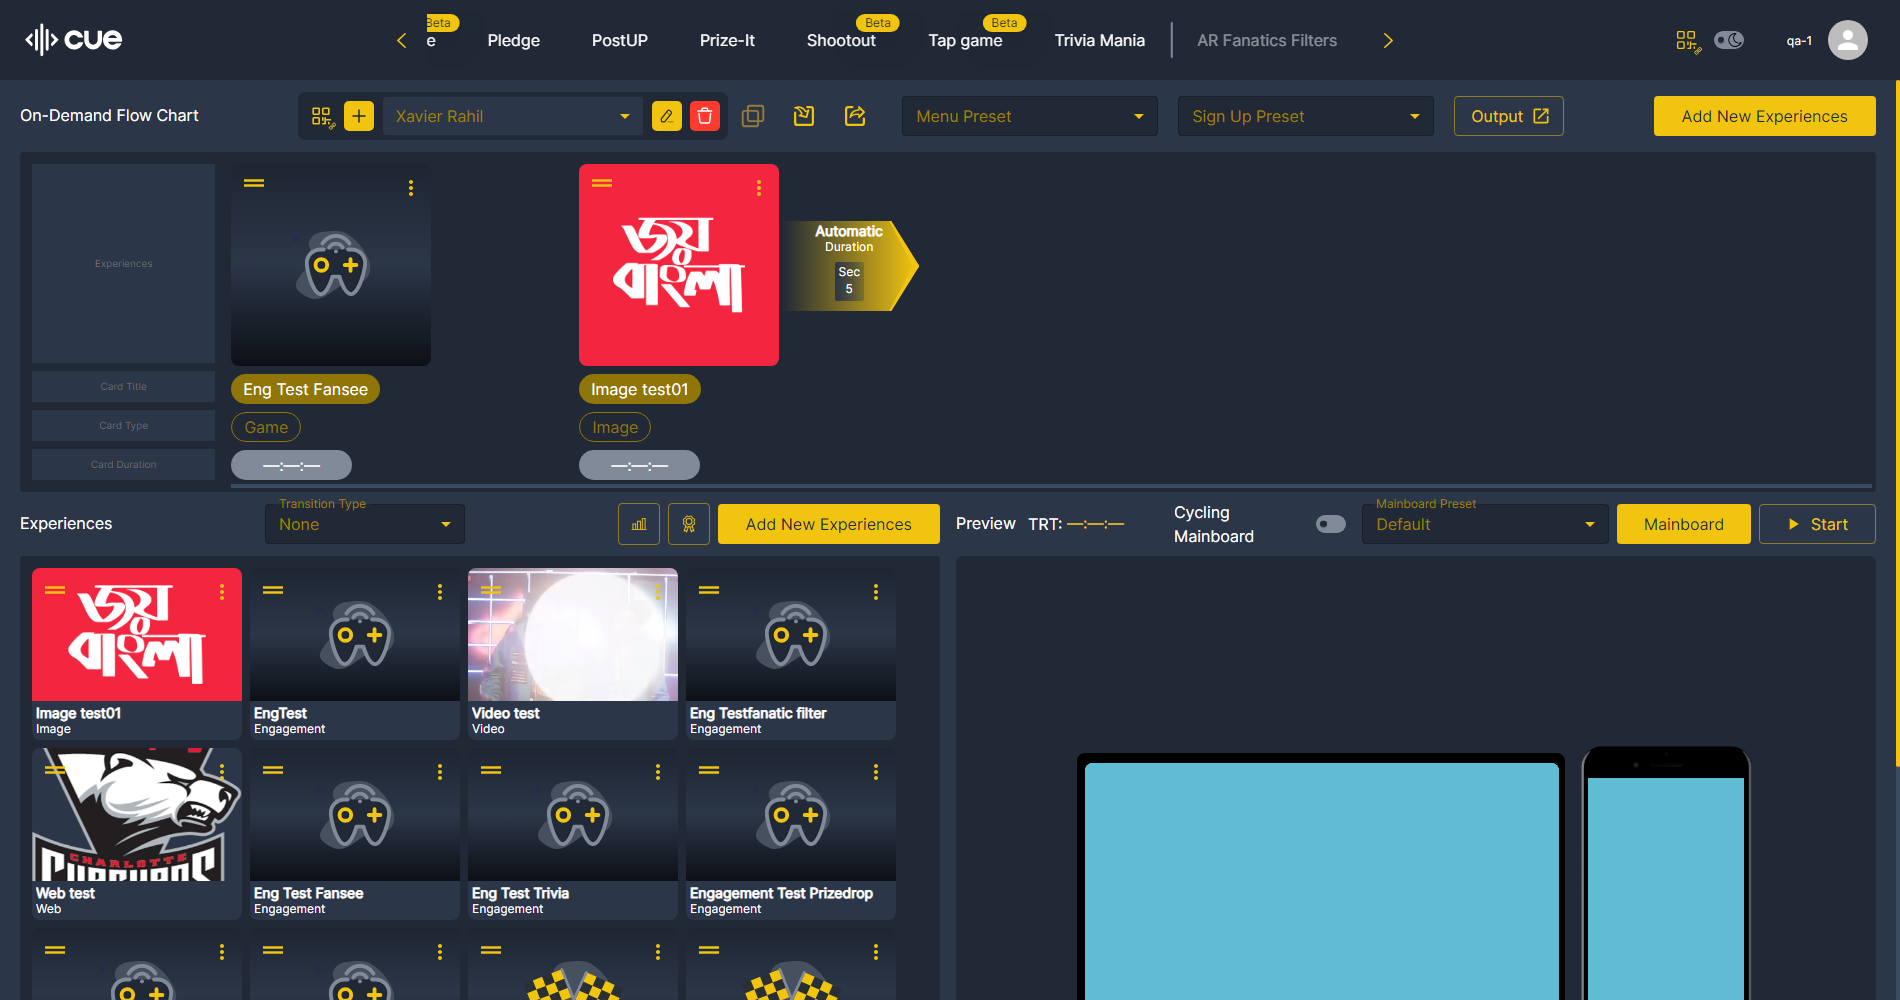 cue
Beta
e
Pledge
PostUP
Prize-It
Beta
Shootout
Beta
Tap game
Trivia Mania
AR Fanatics Filters
qa-1
On-Demand Flow Chart
Xavier Rahil
Menu Preset
Sign Up Preset
Output
Add New Experiences
Experiences
Card Title
Card Type
Card Duration
Eng Test Fansee
Game
—:—:—
জয়
বাংলা
Image test01
Image
—:—:—
Automatic
Duration
Sec
5
Experiences
Transition Type
None
Add New Experiences
Preview TRT: —:—:—
Cycling
Mainboard
Mainboard Preset
Default
Mainboard
Start
জয়
বাংলা
Image test01
Image
EngTest
Engagement
Video test
Video
Eng Testfanatic filter
Engagement
CHARLOTTE
Web test
Web
Eng Test Fansee
Engagement
Eng Test Trivia
Engagement
Engagement Test Prizedrop
Engagement